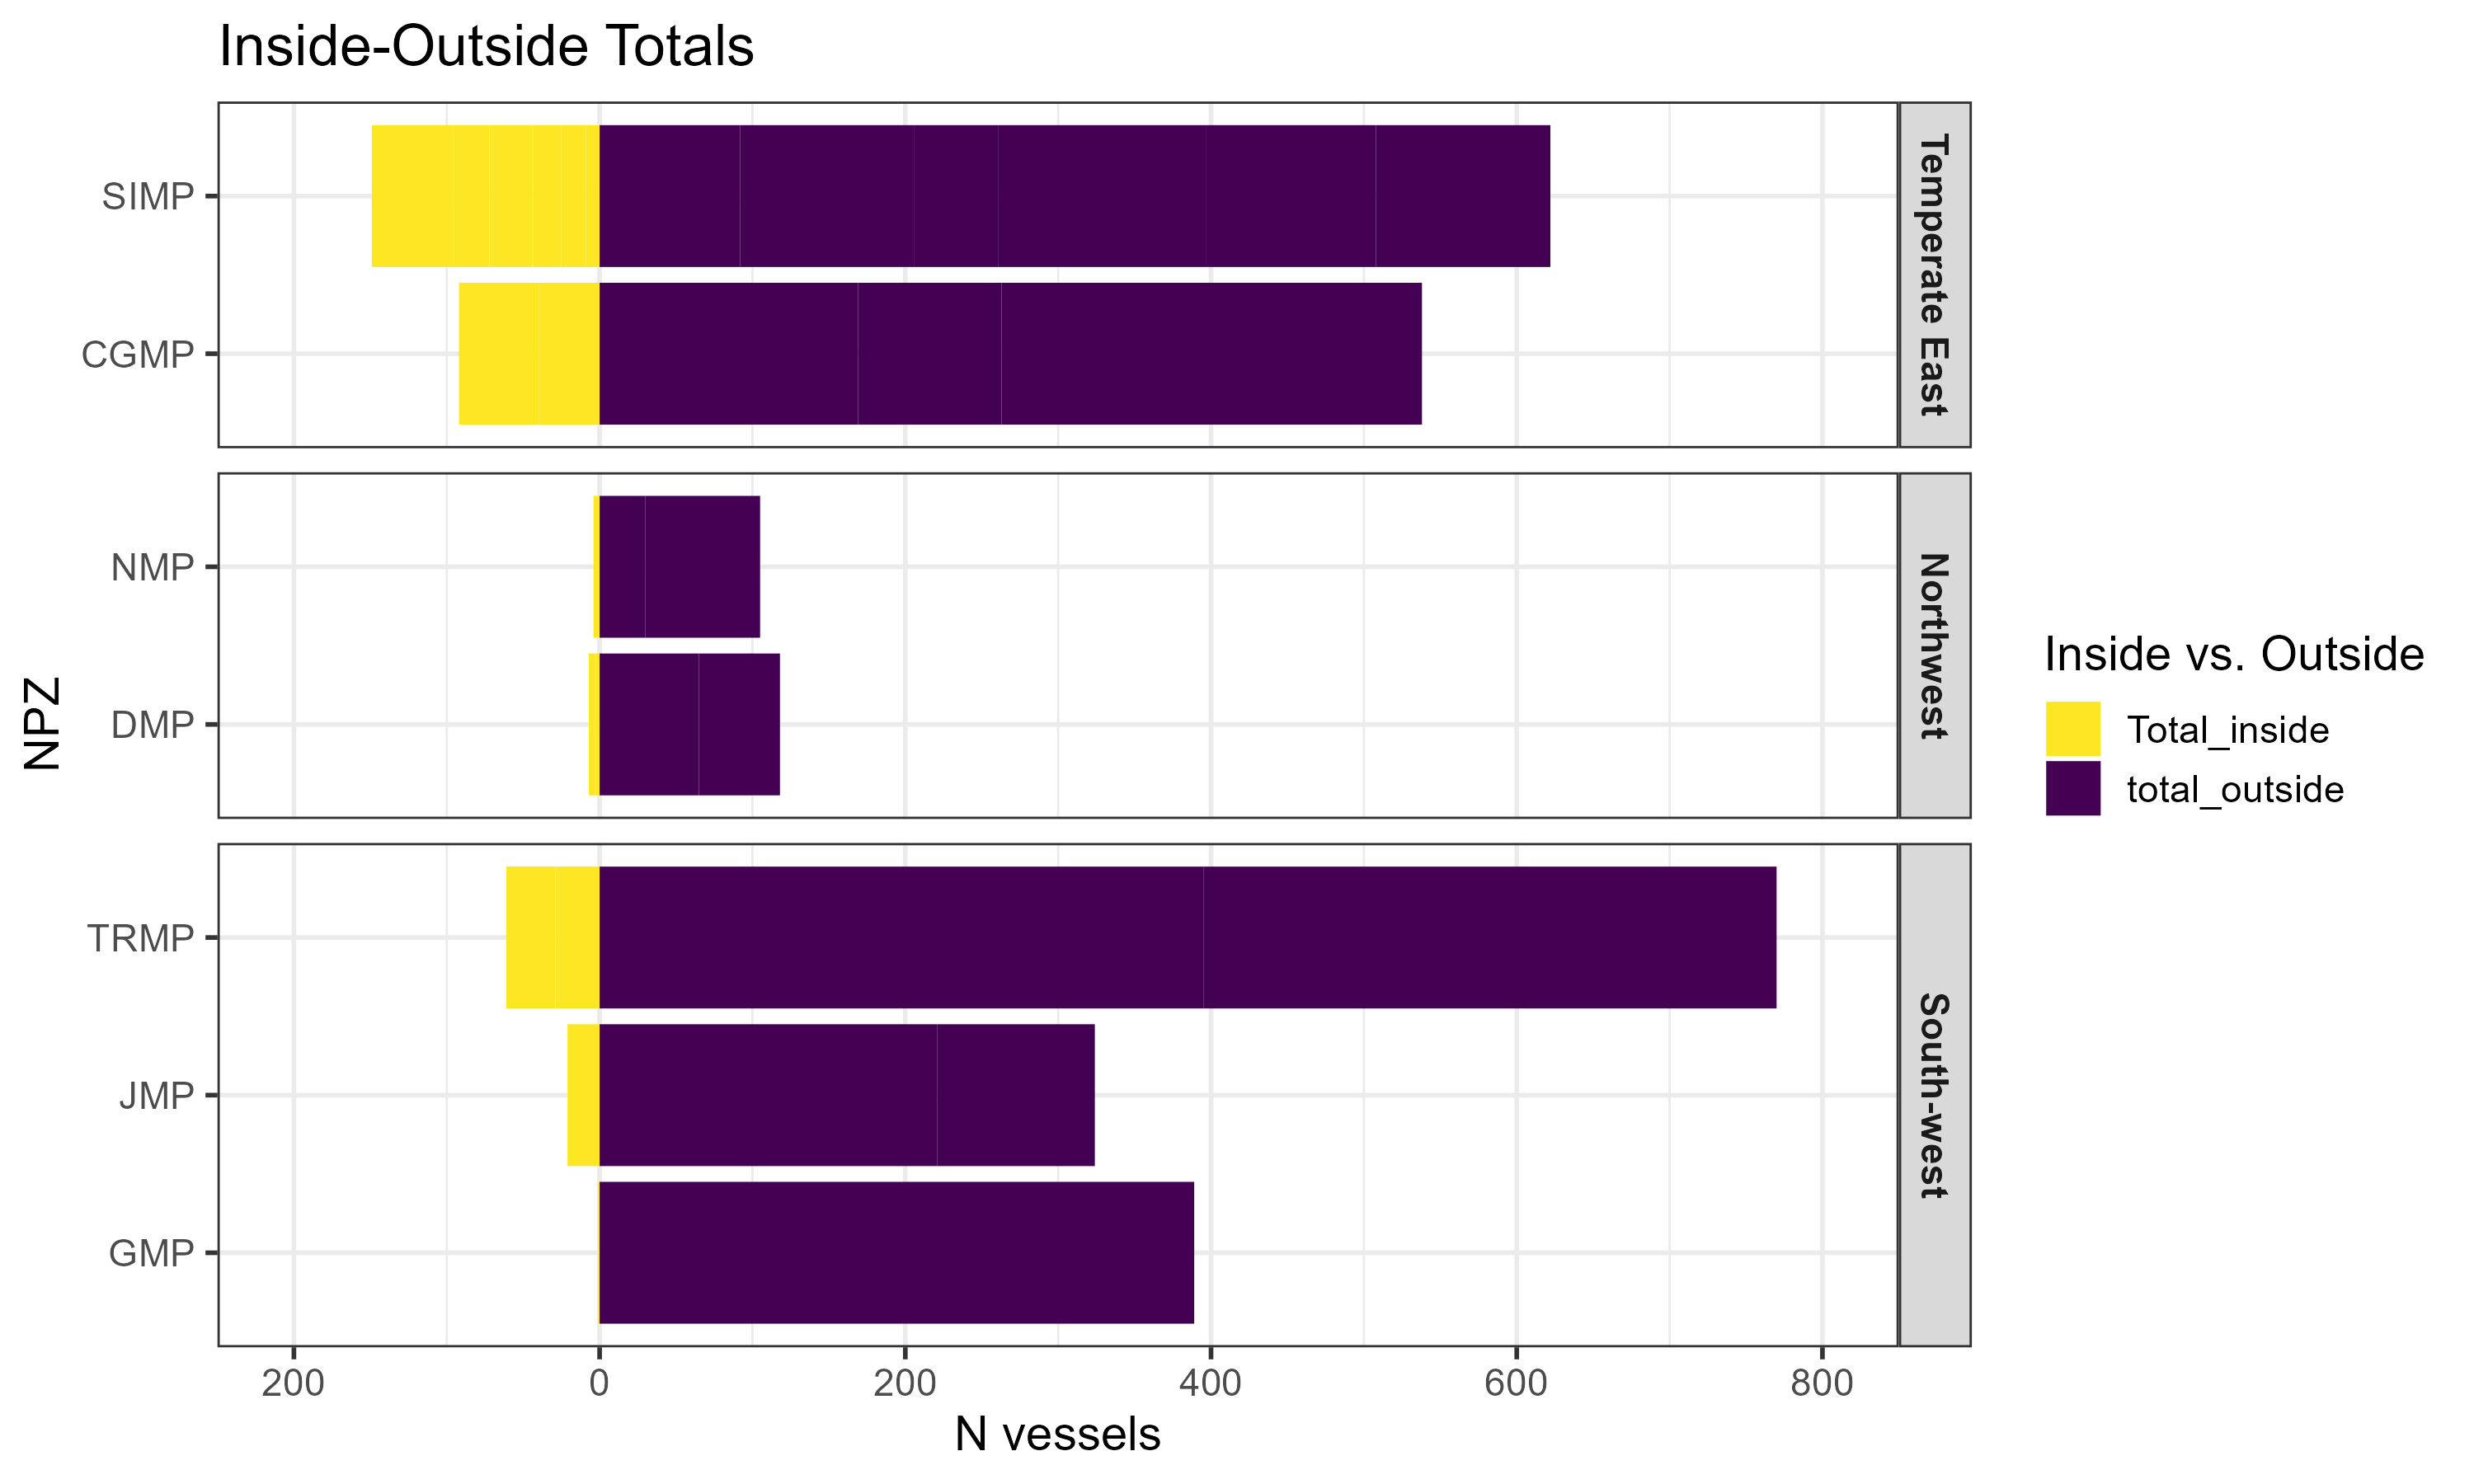 Inside-Outside Totals
SIMP
CGMP
Temperate East
NMP
DMP
Northwest
TRMP
JMP
GMP
South-west
NPZ
200 0 200 400 600 800
N vessels
Inside vs. Outside
Total_inside
total_outside